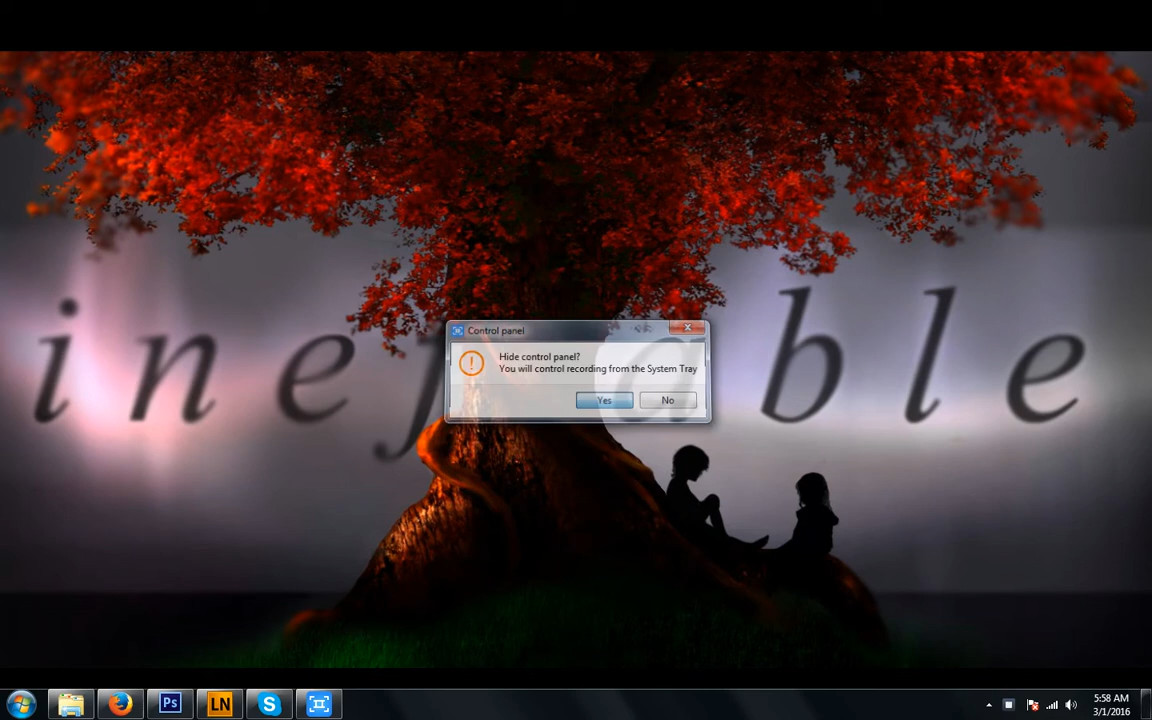 ineffable
Control panel
Hide control panel?
You will control recording from the System Tray
Yes
No
Ps
LN
S
5:58 AM
3/1/2016